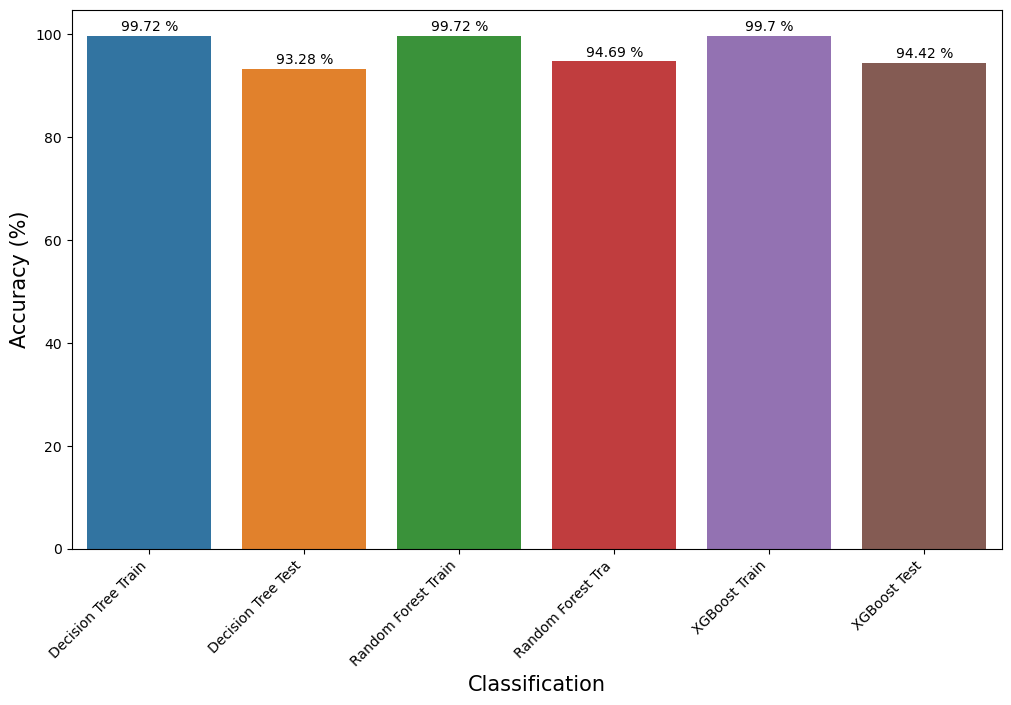 99.72 %
93.28 %
99.72 %
94.69 %
99.7 %
94.42 %
100
80
60
40
20
0
Accuracy (%)
Decision Tree Train
Decision Tree Test
Random Forest Train
Random Forest Tra
XGBoost Train
XGBoost Test
Classification